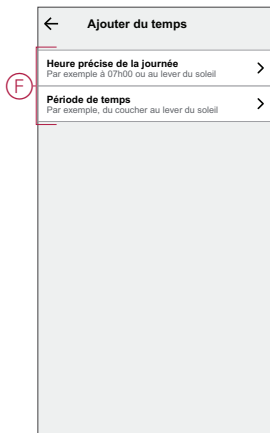 Ajouter du temps
Heure précise de la journée
Par exemple à 07h00 ou au lever du soleil
F
Période de temps
Par exemple, du coucher au lever du soleil